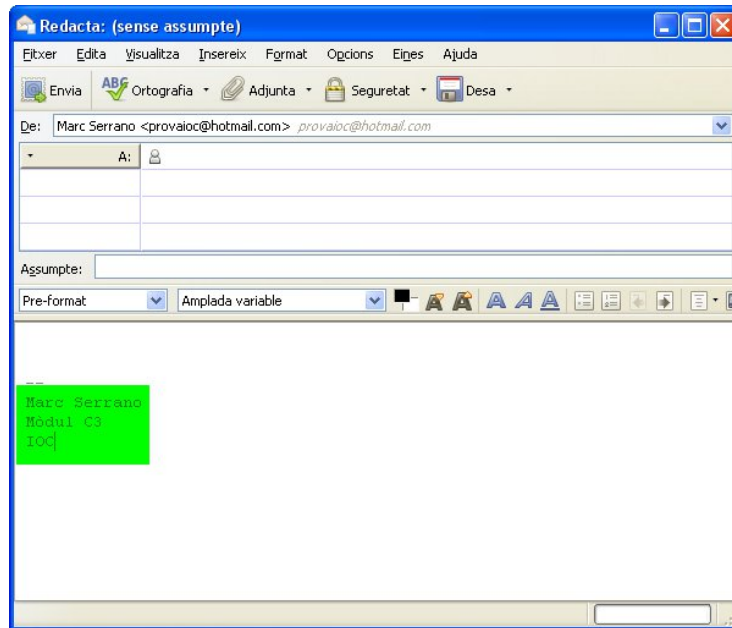 Redacta: (sense assumpte)
Fitxer Edita Visualitza Insereix Format Opcions Eines Ajuda
Envia ABC Ortografia Adjunta Seguretat Desa
De: Marc Serrano <provaioc@hotmail.com> provaioc@hotmail.com
A:
Assumpte:
Pre-format Amplada variable A A A A A
--
Marc Serrano
Mòdul C3
IOC